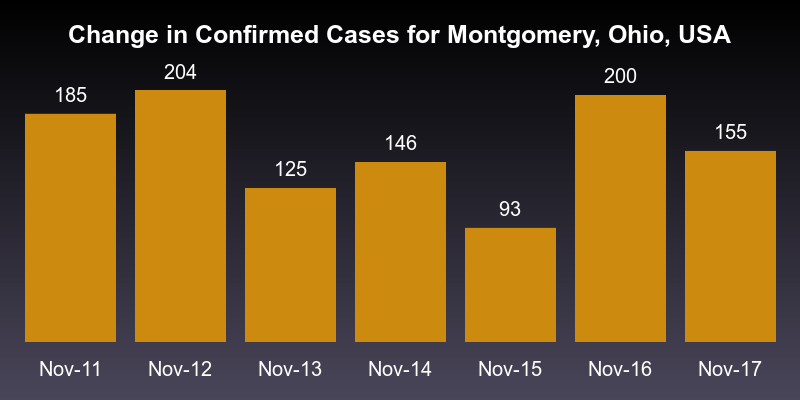 Change in Confirmed Cases for Montgomery, Ohio, USA
185
204
125
146
93
200
155
Nov-11
Nov-12
Nov-13
Nov-14
Nov-15
Nov-16
Nov-17